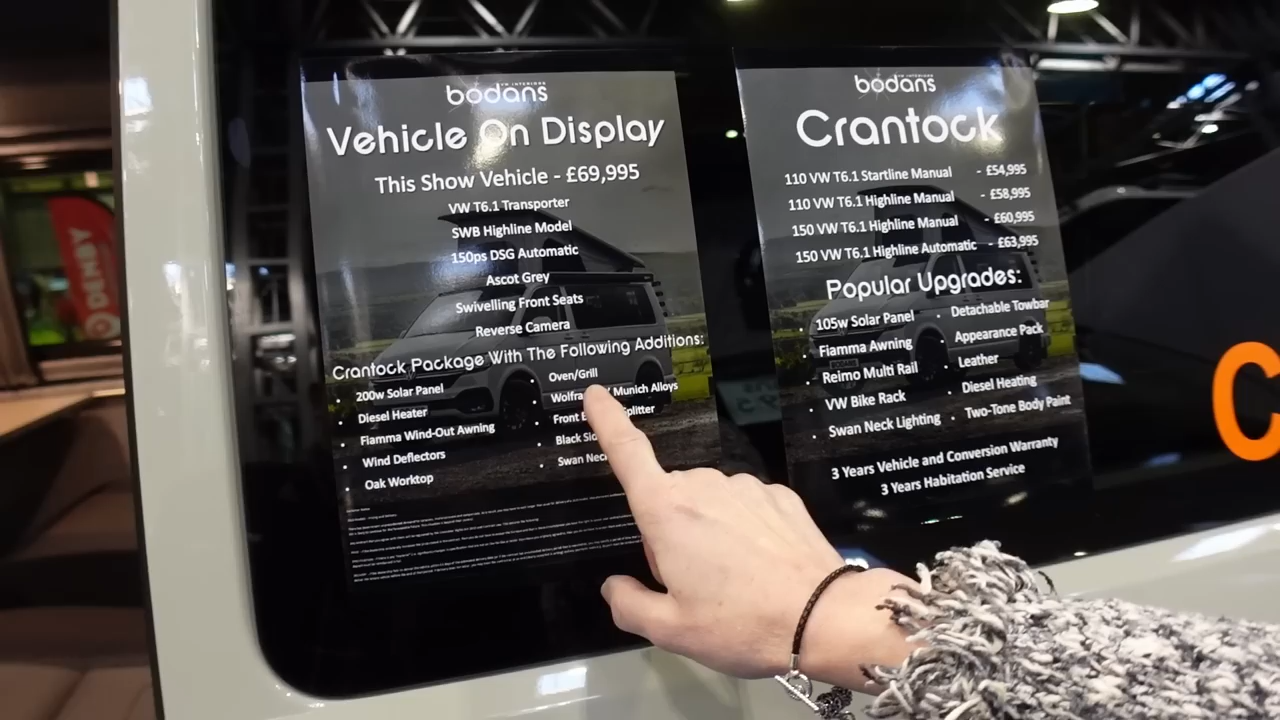 VW INTERIORS
bodans
Vehicle On Display
This Show Vehicle - £69,995
VW T6.1 Transporter
SWB Highline Model
150ps DSG Automatic
Ascot Grey
Swivelling Front Seats
Reverse Camera
Crantock Package With The Following Additions:
• 200w Solar Panel
• Diesel Heater
• Fiamma Wind-Out Awning
• Wind Deflectors
• Oak Worktop
• Oven/Grill
• Munich Alloys
• Front Splitter
• Black
• Swan
bodans
Crantock
110 VW T6.1 Startline Manual - £54,995
110 VW T6.1 Highline Manual - £58,995
150 VW T6.1 Highline Manual - £60,995
150 VW T6.1 Highline Automatic - £63,995
Popular Upgrades:
• 105w Solar Panel
• Fiamma Awning
• Reimo Multi Rail
• VW Bike Rack
• Swan Neck Lighting
• Detachable Towbar
• Appearance Pack
• Leather
• Diesel Heating
• Two-Tone Body Paint
3 Years Vehicle and Conversion Warranty
3 Years Habitation Service
DEMBY
C